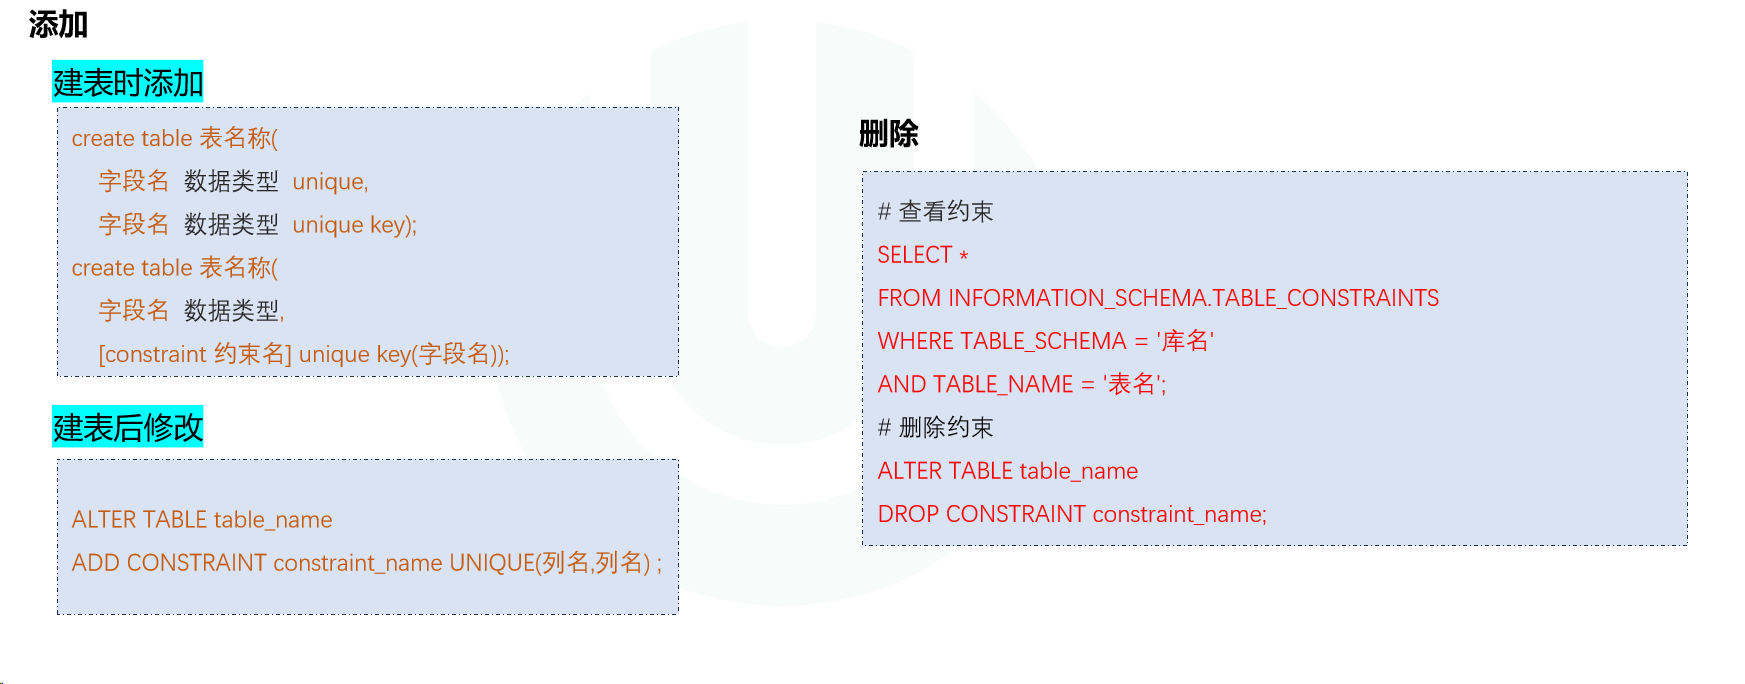 添加
建表时添加
create table 表名称(
字段名 数据类型 unique,
字段名 数据类型 unique key);
create table 表名称(
字段名 数据类型,
[constraint 约束名] unique key(字段名));
建表后修改
ALTER TABLE table_name
ADD CONSTRAINT constraint_name UNIQUE(列名,列名) ;
删除
# 查看约束
SELECT *
FROM INFORMATION_SCHEMA.TABLE_CONSTRAINTS
WHERE TABLE_SCHEMA = '库名'
AND TABLE_NAME = '表名';
# 删除约束
ALTER TABLE table_name
DROP CONSTRAINT constraint_name;